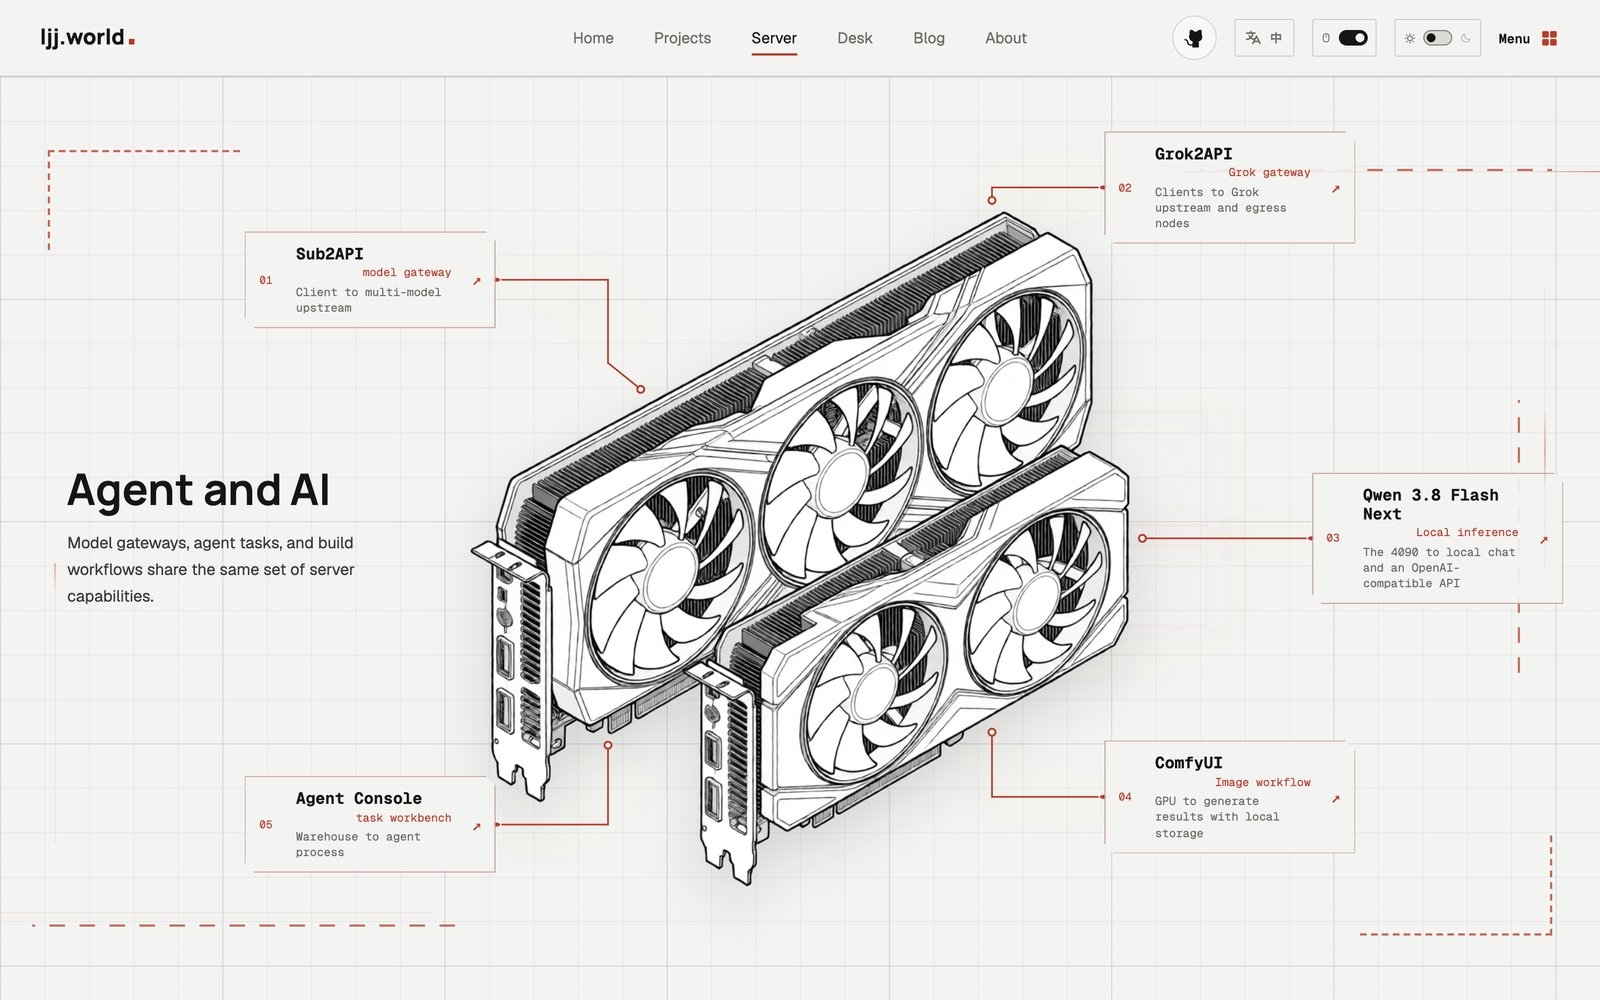 ljj.world.
Home
Projects
Server
Desk
Blog
About
中
Menu
Grok2API
Grok gateway
02
Clients to Grok
upstream and egress
nodes
Sub2API
model gateway
01
Client to multi-model
upstream
Agent and AI
Model gateways, agent tasks, and build
workflows share the same set of server
capabilities.
Qwen 3.8 Flash
Next
Local inference
03
The 4090 to local chat
and an OpenAI-
compatible API
ComfyUI
Image workflow
04
GPU to generate
results with local
storage
Agent Console
task workbench
05
Warehouse to agent
process